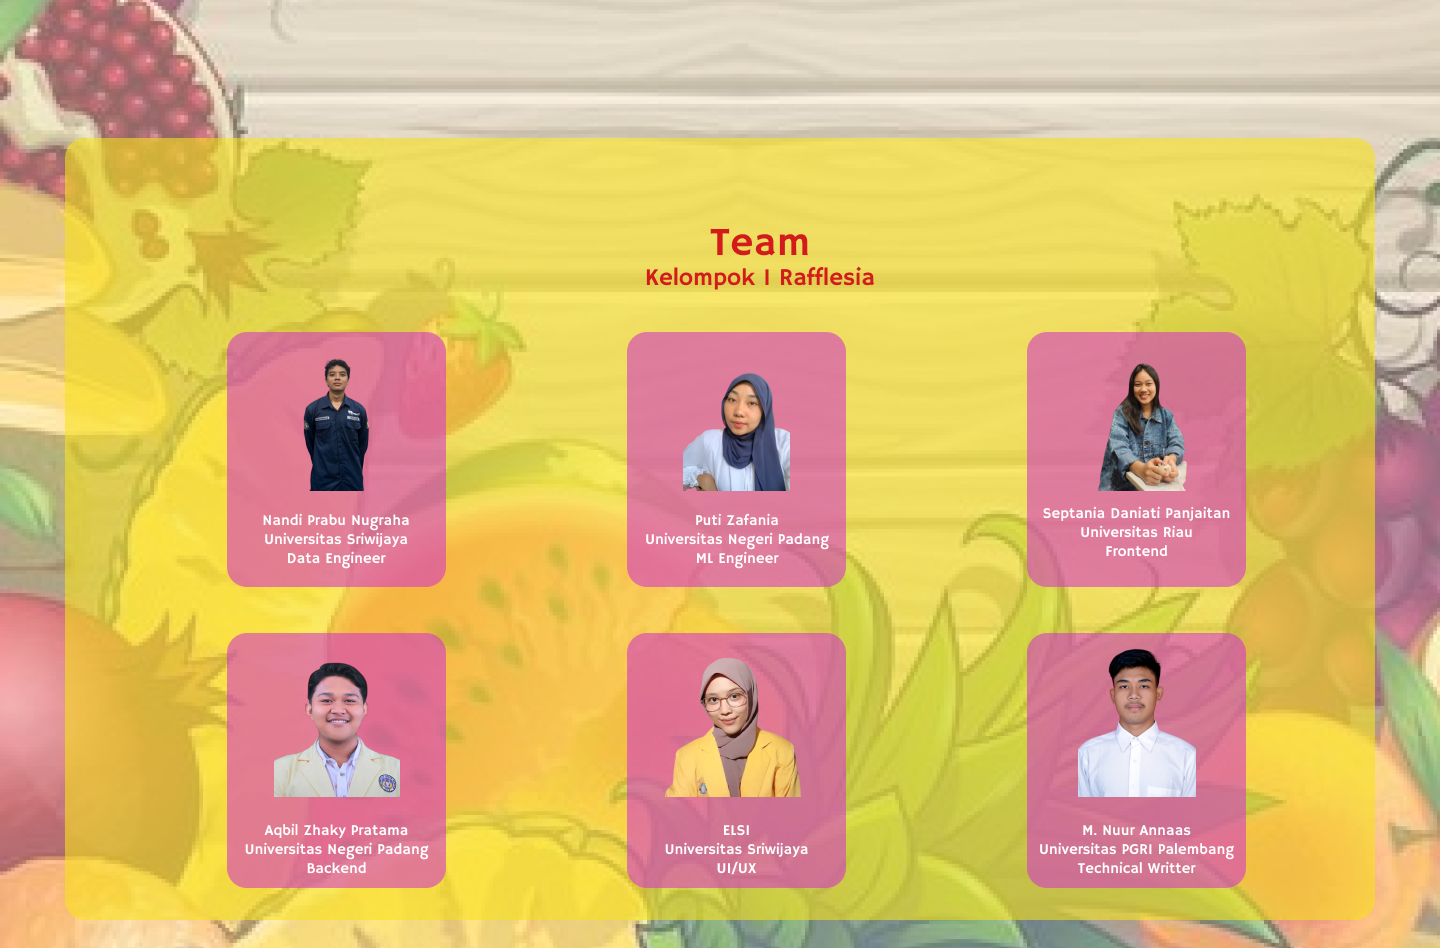 Team
Kelompok 1 Rafflesia
Nandi Prabu Nugraha
Universitas Sriwijaya
Data Engineer
Puti Zafania
Universitas Negeri Padang
ML Engineer
Septania Daniati Panjaitan
Universitas Riau
Frontend
Aqbil Zhaky Pratama
Universitas Negeri Padang
Backend
ELSI
Universitas Sriwijaya
UI/UX
M. Nuur Annaas
Universitas PGRI Palembang
Technical Writter